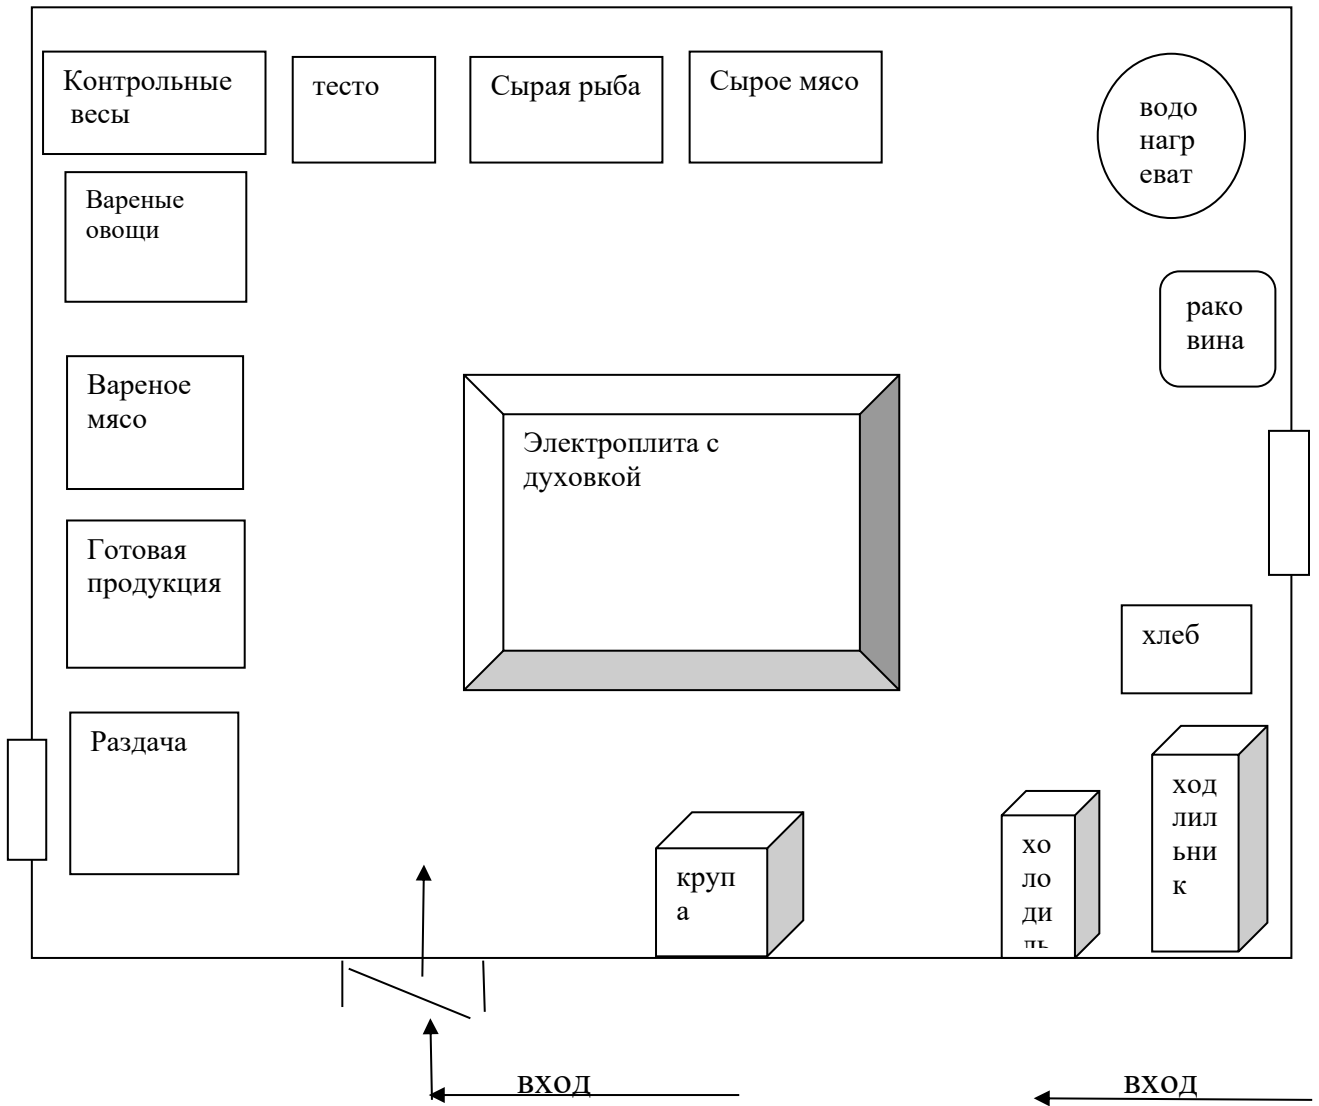 Контрольные
весы
тесто
Сырая рыба
Сырое мясо
водо
нагр
еват
Вареные
овощи
рако
вина
Вареное
мясо
Электроплита с
духовкой
Готовая
продукция
хлеб
Раздача
круп
а
хо
ло
ди
ль
ход
лил
ьни
к
вход
вход